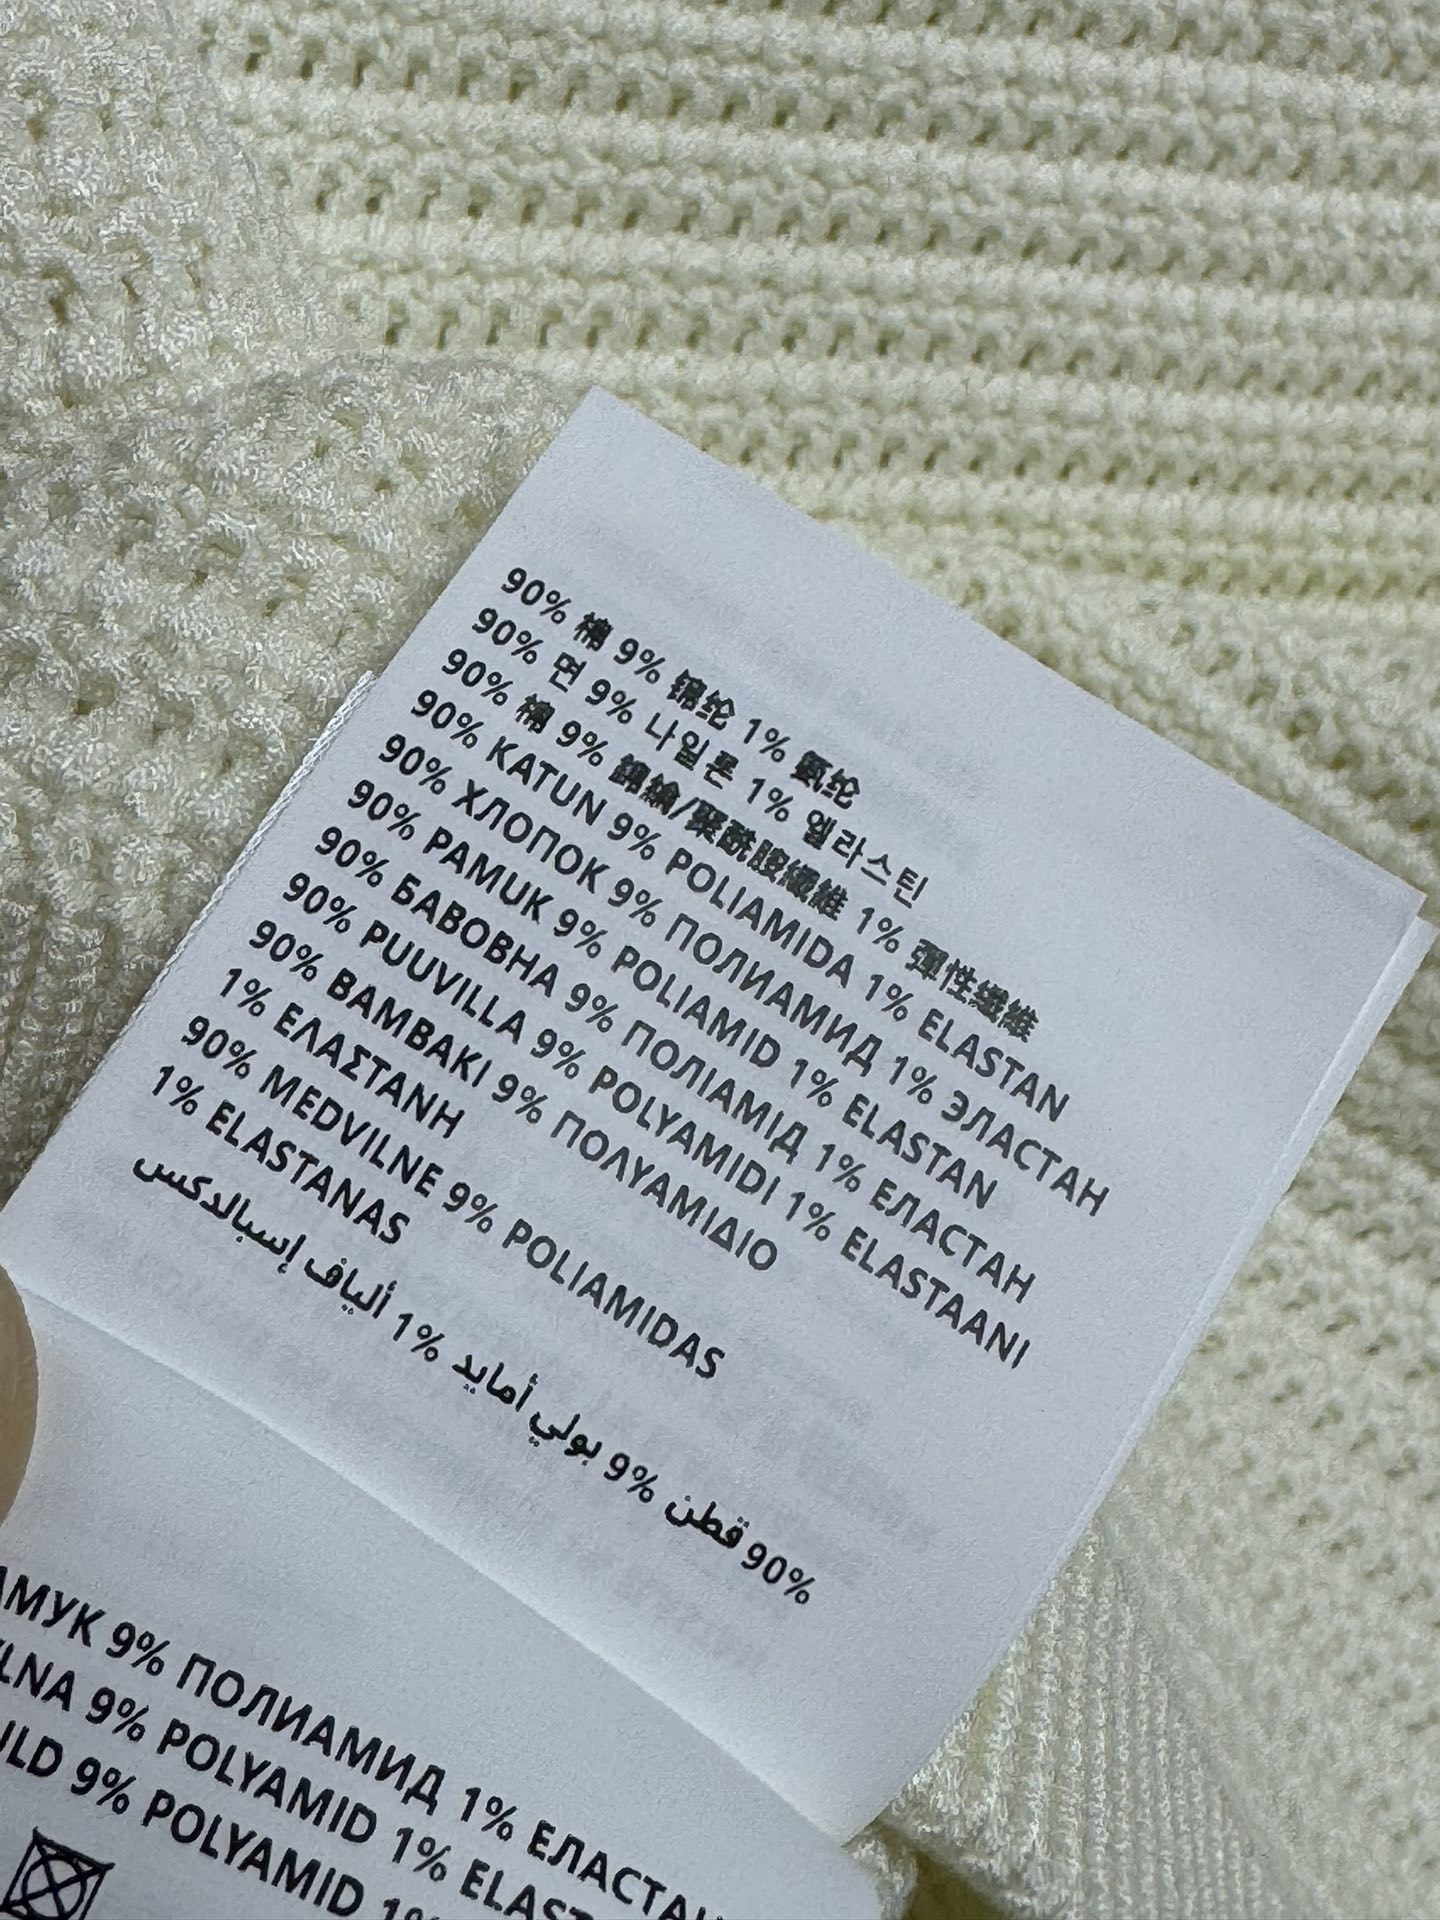 90% 棉 9% 锦纶 1% 氨纶
90% 면 9% 나일론 1% 엘라스틴
90% 棉 9% 錦綸/聚酰胺纖維 1% 彈性纖維
90% KATUN 9% POLIAMIDA 1% ELASTAN
90% ХЛОПОК 9% ПОЛИАМИД 1% ЭЛАСТАН
90% PAMUK 9% POLIAMID 1% ELASTAN
90% БАВОВНА 9% ПОЛІАМІД 1% ЕЛАСТАН
90% PUUVILLA 9% POLYAMIDI 1% ELASTAANI
90% ΒΑΜΒΑΚΙ 9% ΠΟΛΥΑΜΙΔΙΟ
1% ΕΛΑΣΤΑΝΗ
90% MEDVILNE 9% POLIAMIDAS
1% ELASTANAS
90% قطن 9% بولي أمايد 1% ألياف إسبالدكس
АМУК 9% ПОЛИАМИД 1% ЕЛАСТАН
LNA 9% POLYAMID 1% ELAS
ULD 9% POLYAMID 1%